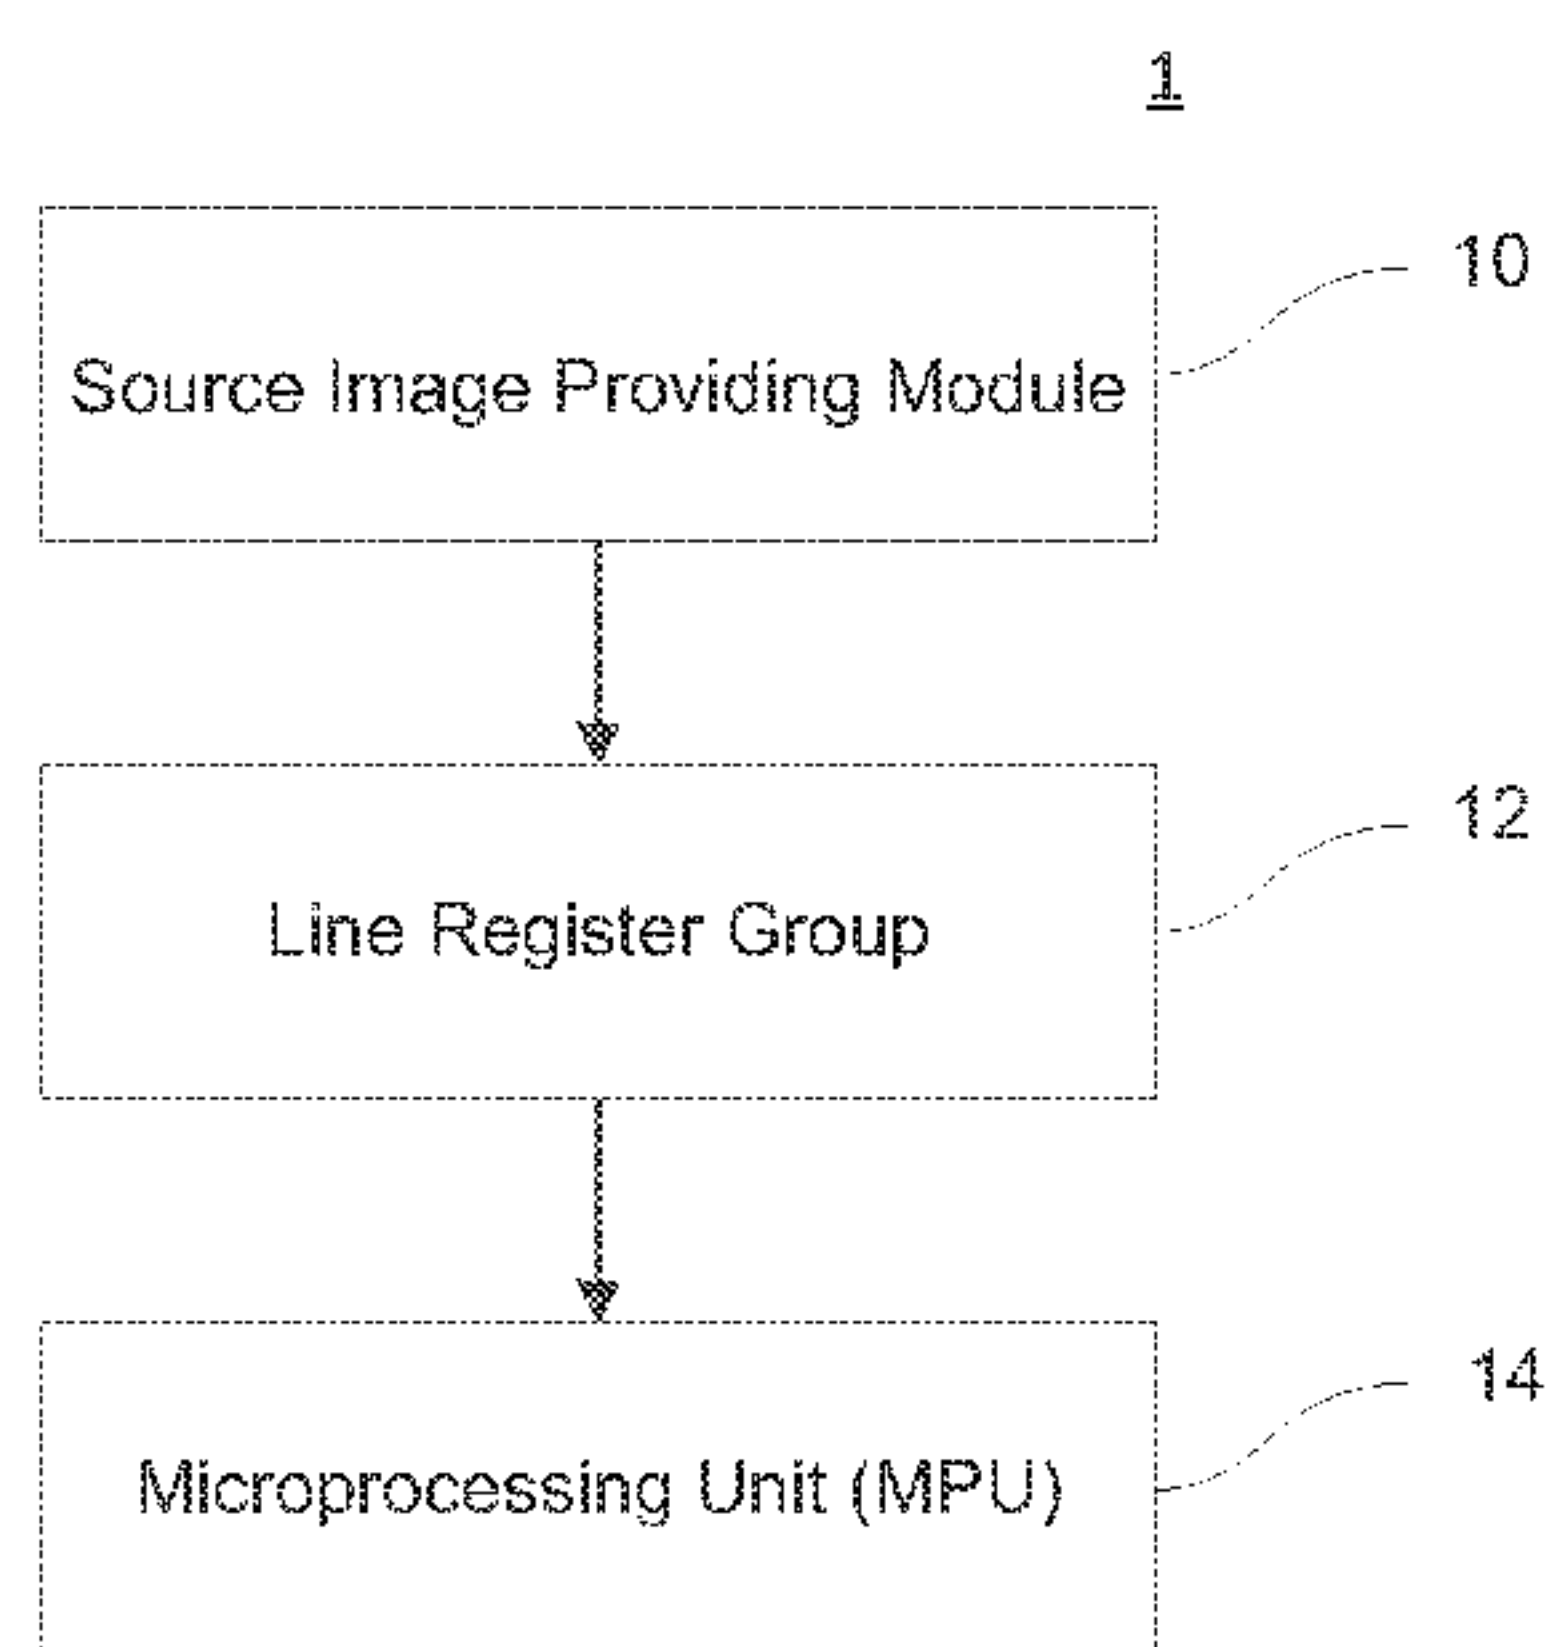 1
10
Source Image Providing Module
12
Line Register Group
14
Microprocessing Unit (MPU)